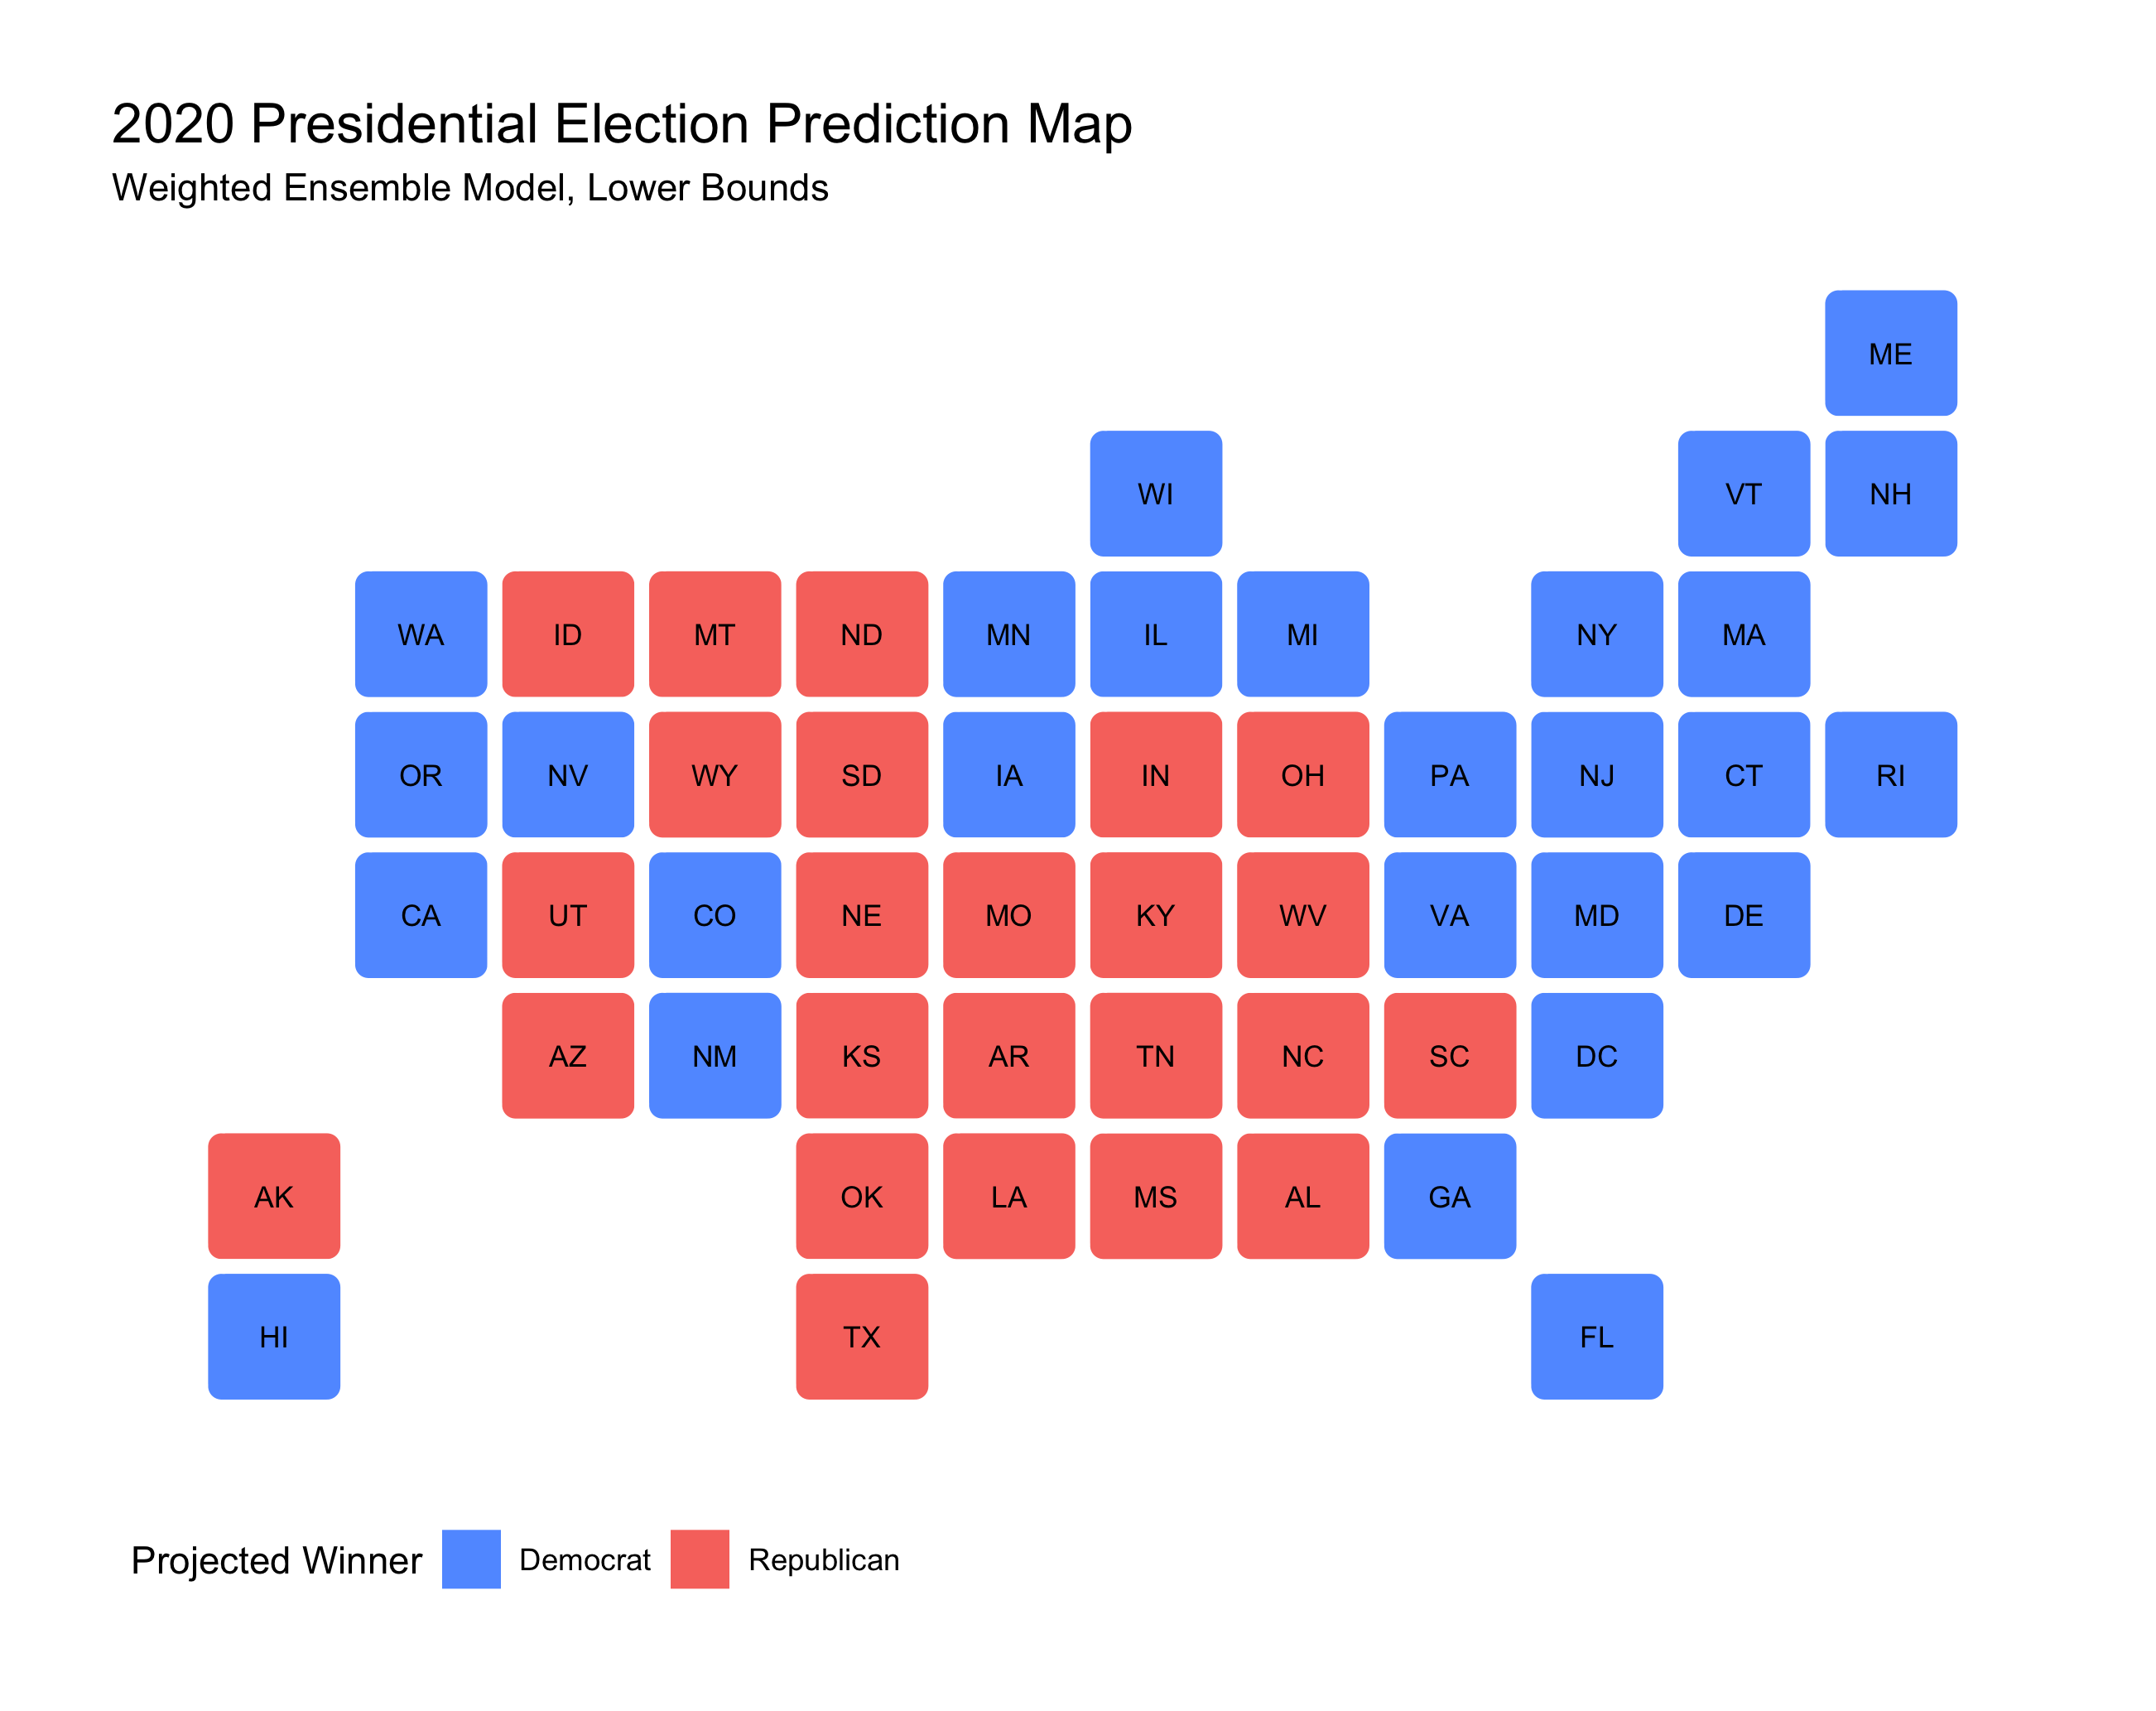 2020 Presidential Election Prediction Map
Weighted Ensemble Model, Lower Bounds
ME
WI VT NH
WA ID MT ND MN IL MI NY MA
OR NV WY SD IA IN OH PA NJ CT RI
CA UT CO NE MO KY WV VA MD DE
AZ NM KS AR TN NC SC DC
AK OK LA MS AL GA
HI TX FL
Projected Winner Democrat Republican